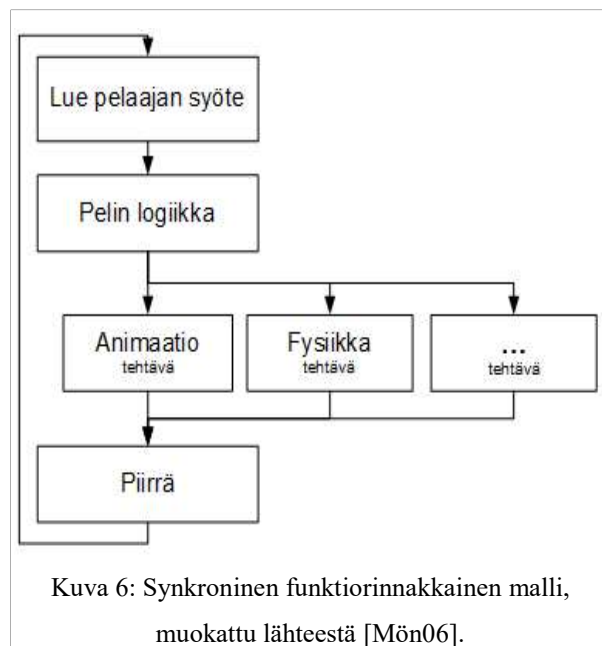 Lue pelaajan syöte
Pelin logiikka
Animaatio
tehtävä
Fysiikka
tehtävä
...
tehtävä
Piirrä
Kuva 6: Synkroninen funktiorinnakkainen malli,
muokattu lähteestä [Mön06].